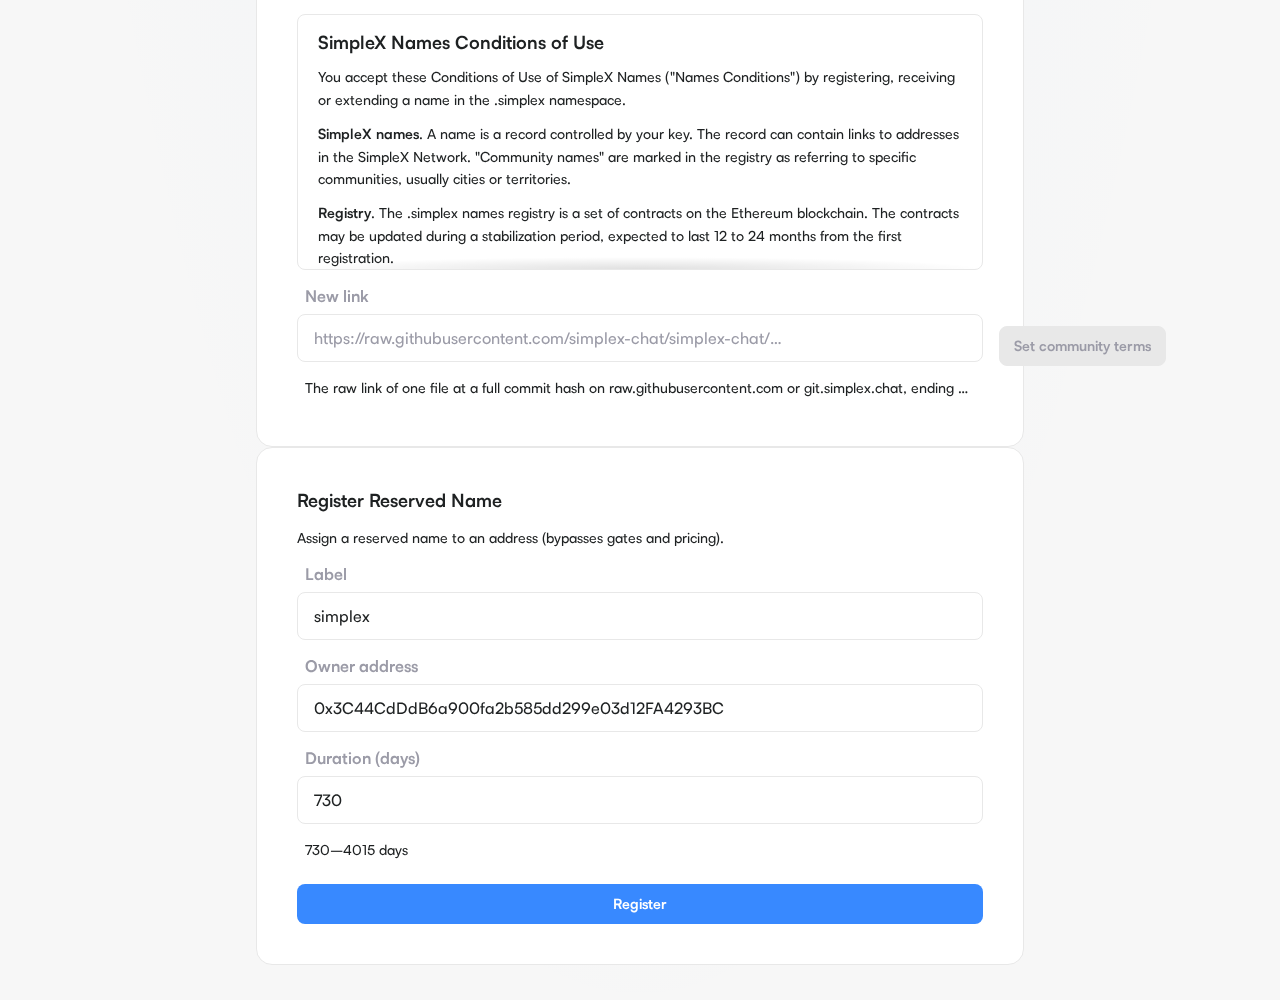 SimpleX Names Conditions of Use
You accept these Conditions of Use of SimpleX Names ("Names Conditions") by registering, receiving
or extending a name in the .simplex namespace.
SimpleX names. A name is a record controlled by your key. The record can contain links to addresses
in the SimpleX Network. "Community names" are marked in the registry as referring to specific
communities, usually cities or territories.
Registry. The .simplex names registry is a set of contracts on the Ethereum blockchain. The contracts
may be updated during a stabilization period, expected to last 12 to 24 months from the first
registration.
New link
https://raw.githubusercontent.com/simplex-chat/simplex-chat/...
Set community terms
The raw link of one file at a full commit hash on raw.githubusercontent.com or git.simplex.chat, ending ...
Register Reserved Name
Assign a reserved name to an address (bypasses gates and pricing).
Label
simplex
Owner address
0x3C44CdDdB6a900fa2b585dd299e03d12FA4293BC
Duration (days)
730
730—4015 days
Register